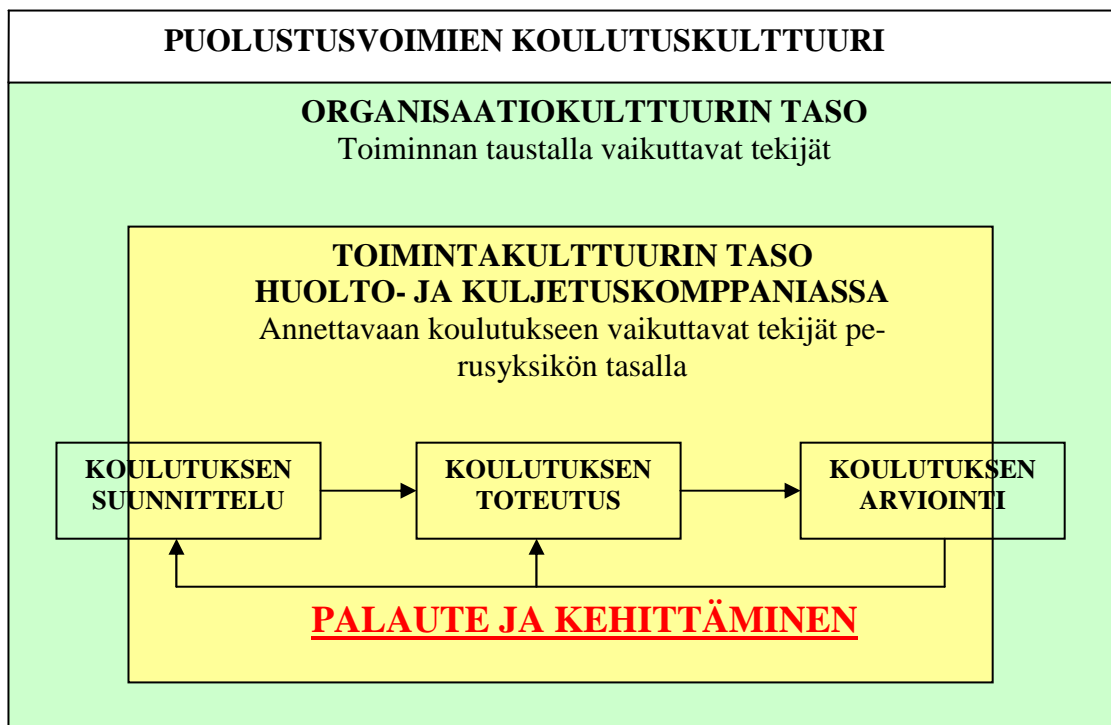 PUOLUSTUSVOIMIEN KOULUTUSKULTTUURI
ORGANISAATIOKULTTUURIN TASO
Toiminnan taustalla vaikuttavat tekijät
TOIMINTAKULTTUURIN TASO
HUOLTO- JA KULJETUSKOMPPANIASSA
Annettavaan koulutukseen vaikuttavat tekijät pe-
rusyksikön tasalla
KOULUTUKSEN
SUUNNITTELU
KOULUTUKSEN
TOTEUTUS
KOULUTUKSEN
ARVIOINTI
PALAUTE JA KEHITTÄMINEN